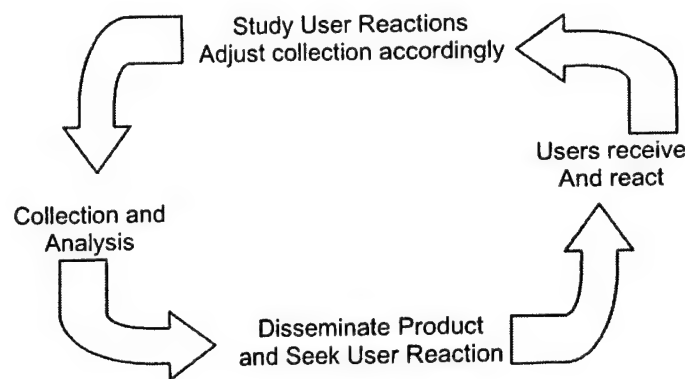 Study User Reactions
Adjust collection accordingly
Users receive
And react
Collection and
Analysis
Disseminate Product
and Seek User Reaction